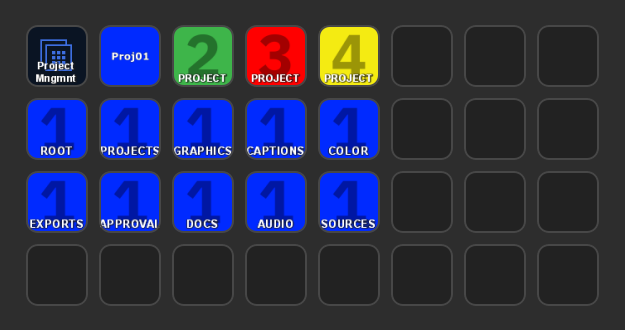 Project
Mngmnt
Proj01
2
PROJECT
3
PROJECT
4
PROJECT
1
ROOT
1
PROJECTS
1
GRAPHICS
1
CAPTIONS
1
COLOR
1
EXPORTS
1
APPROVAL
1
DOCS
1
AUDIO
1
SOURCES